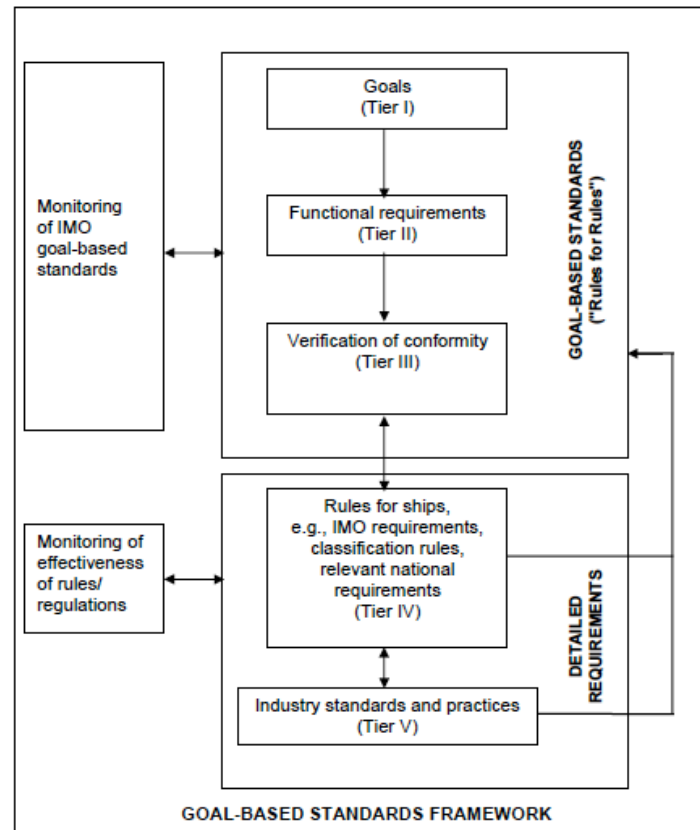 Goals
(Tier I)
Monitoring
of IMO
goal-based
standards
Functional requirements
(Tier II)
Verification of conformity
(Tier III)
GOAL-BASED STANDARDS
("Rules for Rules")
Rules for ships,
e.g., IMO requirements,
classification rules,
relevant national
requirements
(Tier IV)
Monitoring of
effectiveness
of rules/
regulations
Industry standards and practices
(Tier V)
DETAILED
REQUIREMENTS
GOAL-BASED STANDARDS FRAMEWORK